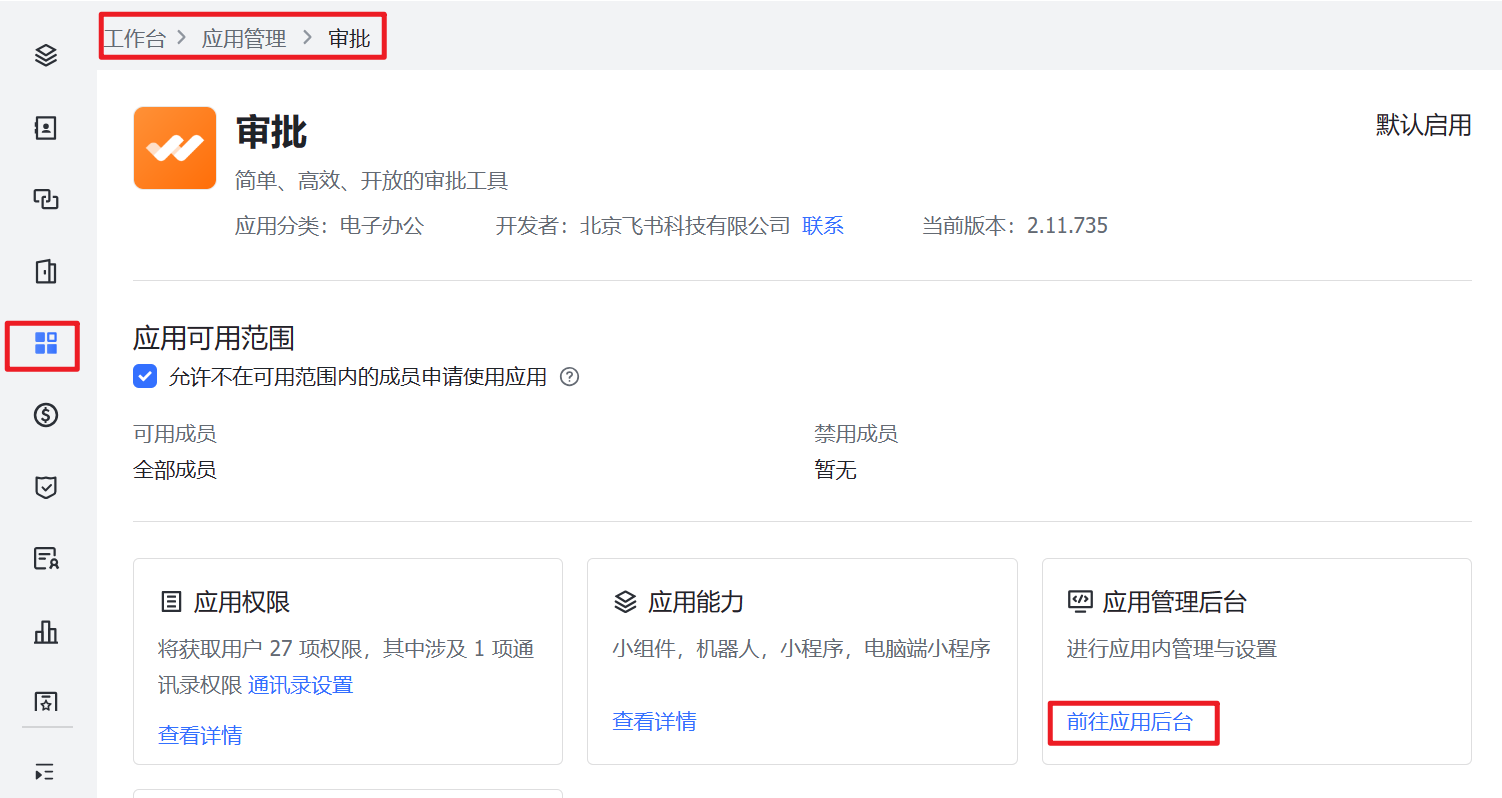 工作台 > 应用管理 > 审批
审批
默认启用
简单、高效、开放的审批工具
应用分类：电子办公 开发者：北京飞书科技有限公司 联系 当前版本：2.11.735
应用可用范围
允许不在可用范围内的成员申请使用应用
可用成员 禁用成员
全部成员 暂无
应用权限
将获取用户 27 项权限，其中涉及 1 项通
讯录权限 通讯录设置
查看详情
应用能力
小组件，机器人，小程序，电脑端小程序
查看详情
应用管理后台
进行应用内管理与设置
前往应用后台